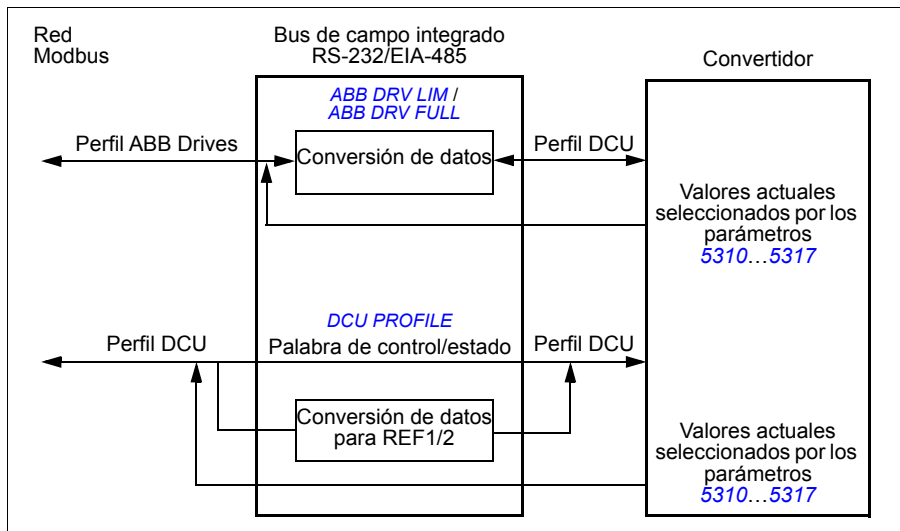 Red
Modbus
Bus de campo integrado
RS-232/EIA-485
Convertidor
ABB DRV LIM /
ABB DRV FULL
Perfil ABB Drives
Conversión de datos
Perfil DCU
Valores actuales
seleccionados por los
parámetros
5310…5317
DCU PROFILE
Perfil DCU
Palabra de control/estado
Perfil DCU
Conversión de datos
para REF1/2
Valores actuales
seleccionados por los
parámetros
5310…5317